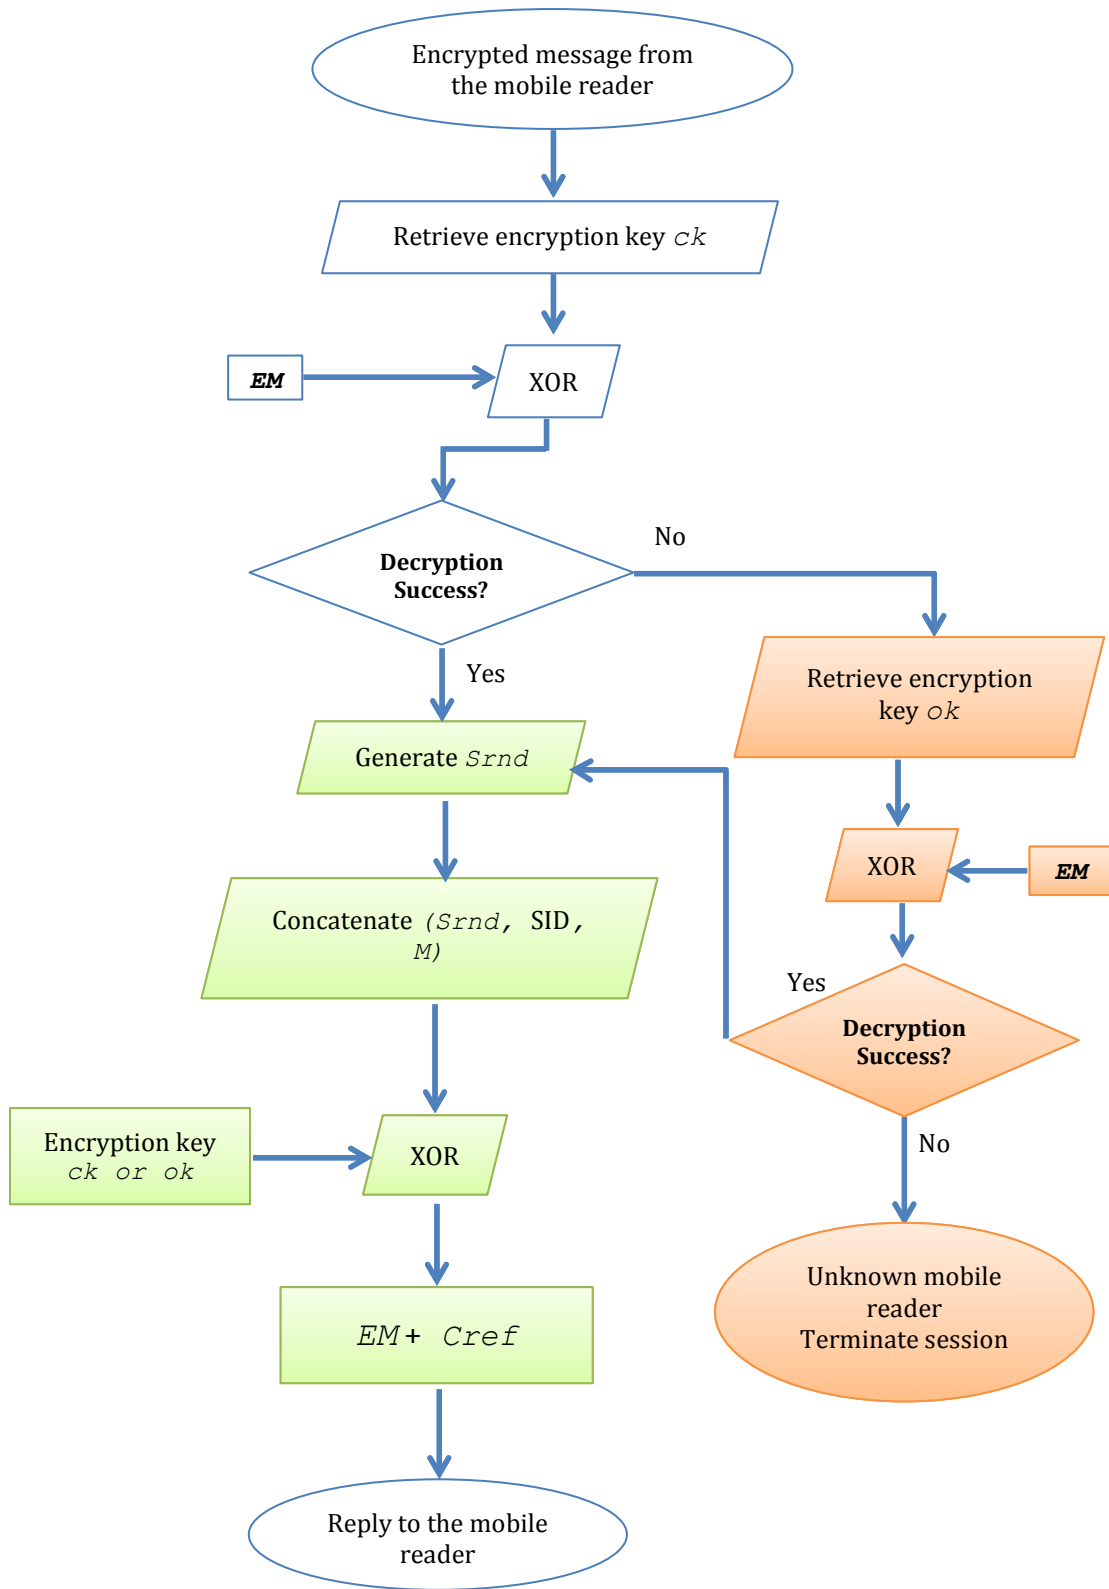 Encrypted message from
the mobile reader
Retrieve encryption key ck
EM
XOR
Decryption
Success?
No
Yes
Retrieve encryption
key ok
Generate Srnd
XOR
EM
Concatenate (Srnd, SID,
M)
Yes
Decryption
Success?
Encryption key
ck or ok
XOR
No
EM + Cref
Unknown mobile
reader
Terminate session
Reply to the mobile
reader